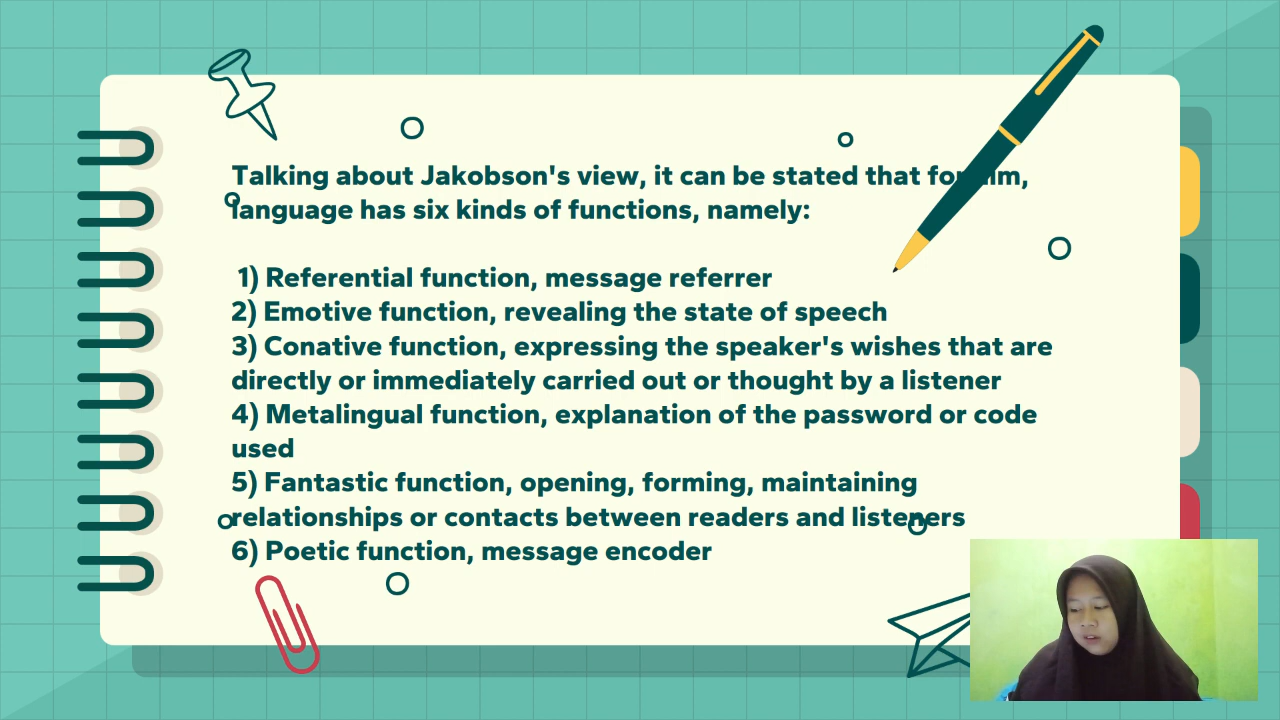 Talking about Jakobson's view, it can be stated that for him,
language has six kinds of functions, namely:
1) Referential function, message referrer
2) Emotive function, revealing the state of speech
3) Conative function, expressing the speaker's wishes that are
directly or immediately carried out or thought by a listener
4) Metalingual function, explanation of the password or code
used
5) Fantastic function, opening, forming, maintaining
relationships or contacts between readers and listeners
6) Poetic function, message encoder